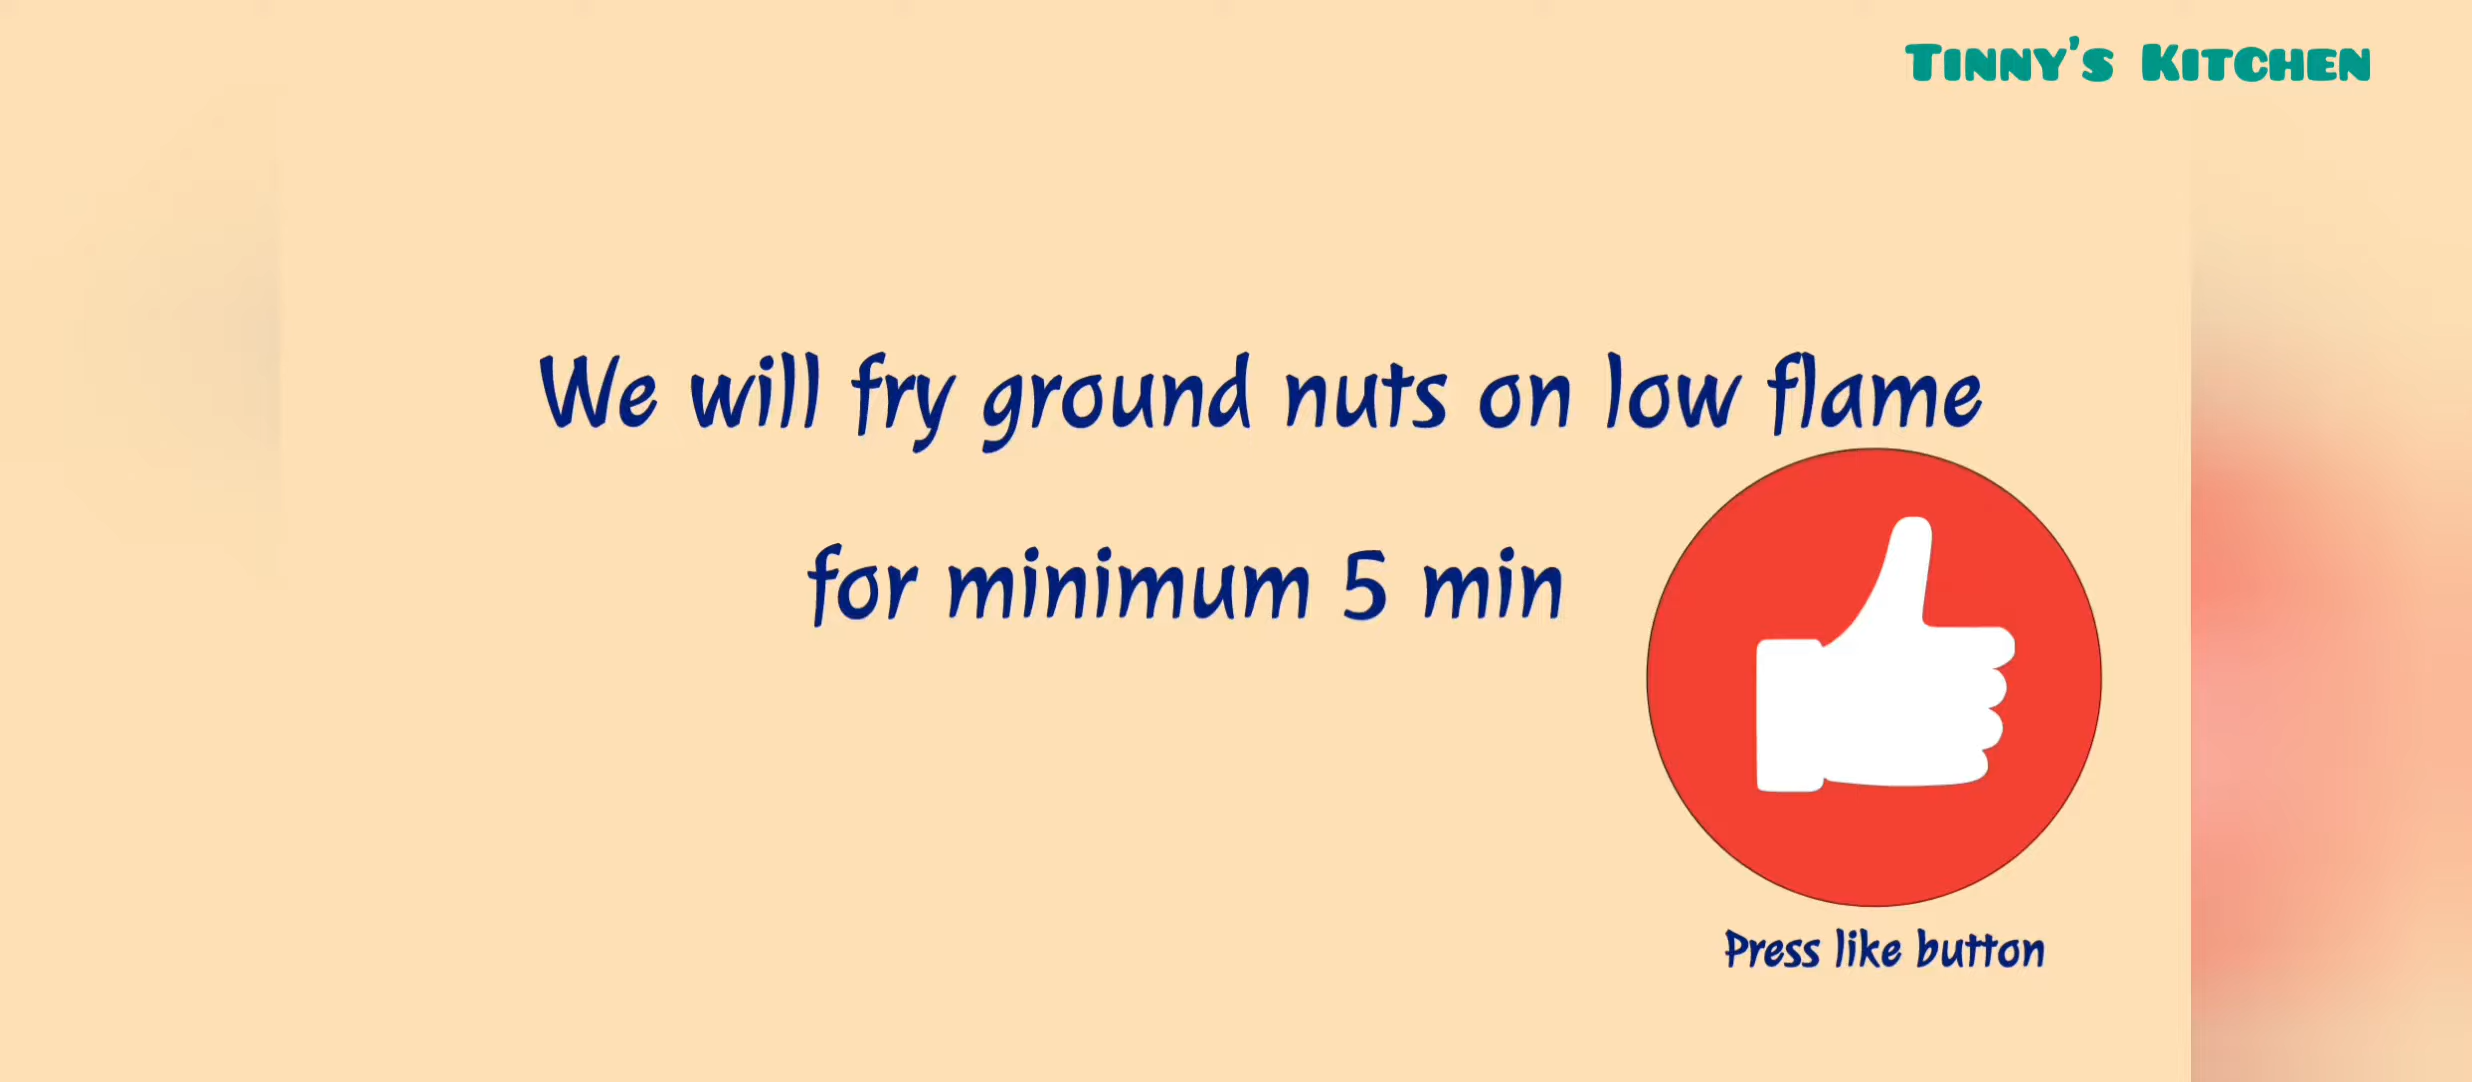 Tinny's Kitchen
We will fry ground nuts on low flame
for minimum 5 min
Press like button